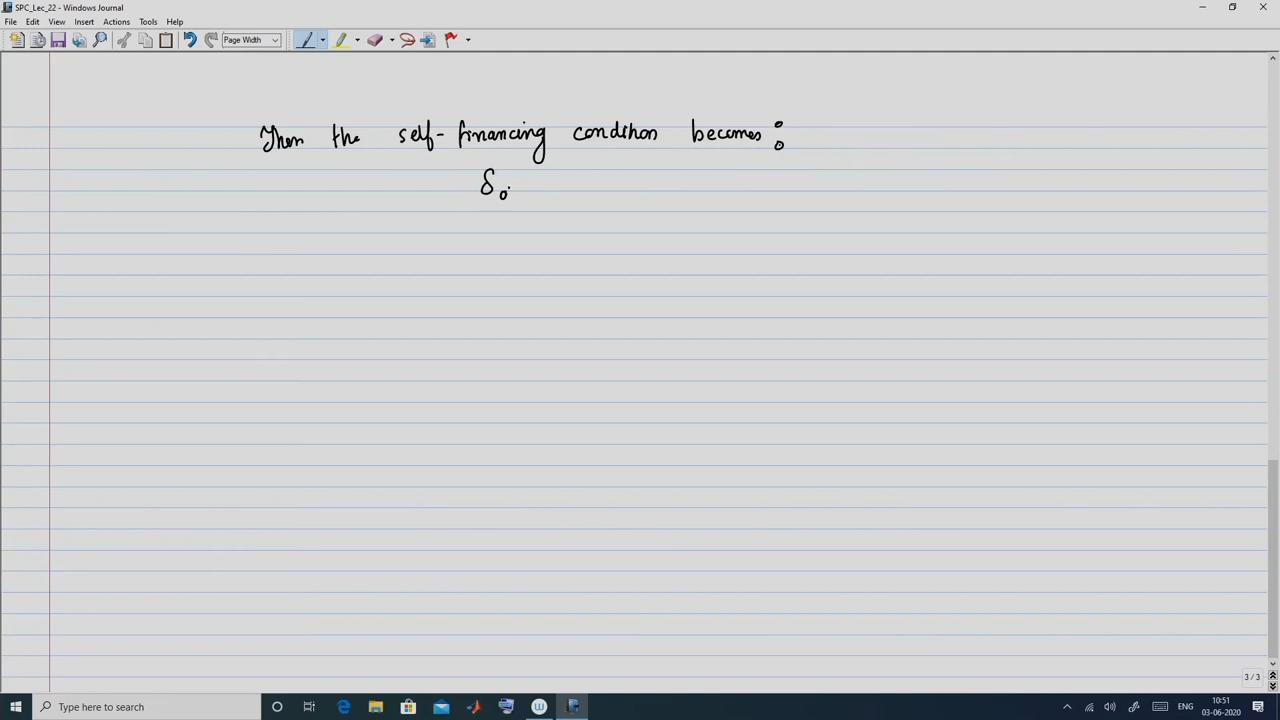 SPC_Lec_22 - Windows Journal
File Edit View Insert Actions Tools Help
Page Width
Then the self-financing condition becomes:
δ0
3 / 3
Type here to search
ENG
10:51
03-06-2020